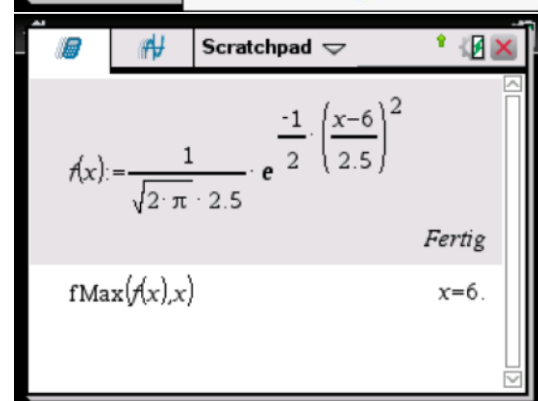 Scratchpad
f(x):=1/(√(2·π)·2.5)·e^(-1/2·((x-6)/2.5)^2)
Fertig
fMax(f(x),x) x=6.